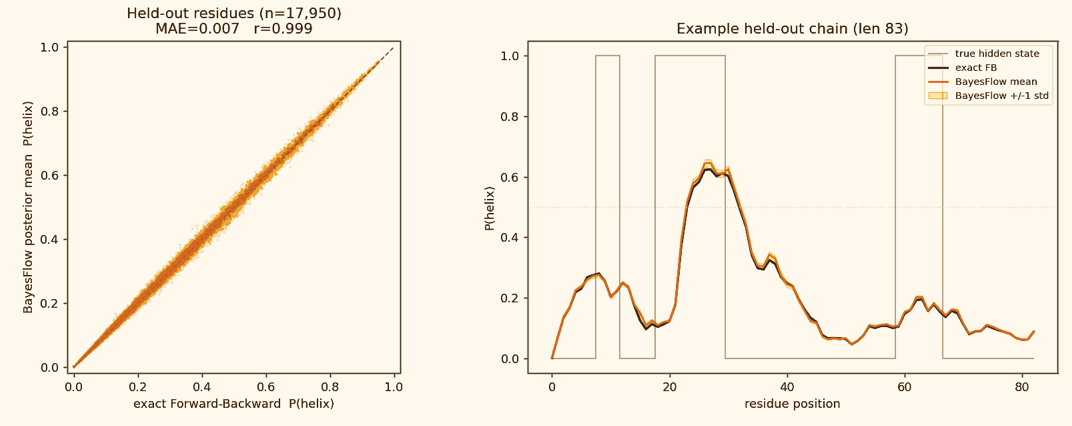 Held-out residues (n=17,950)
MAE=0.007   r=0.999
BayesFlow posterior mean  P(helix)
1.0
0.8
0.6
0.4
0.2
0.0
0.0
0.2
0.4
0.6
0.8
1.0
exact Forward-Backward  P(helix)
Example held-out chain (len 83)
P(helix)
1.0
0.8
0.6
0.4
0.2
0.0
true hidden state
exact FB
BayesFlow mean
BayesFlow +/-1 std
0
20
40
60
80
residue position